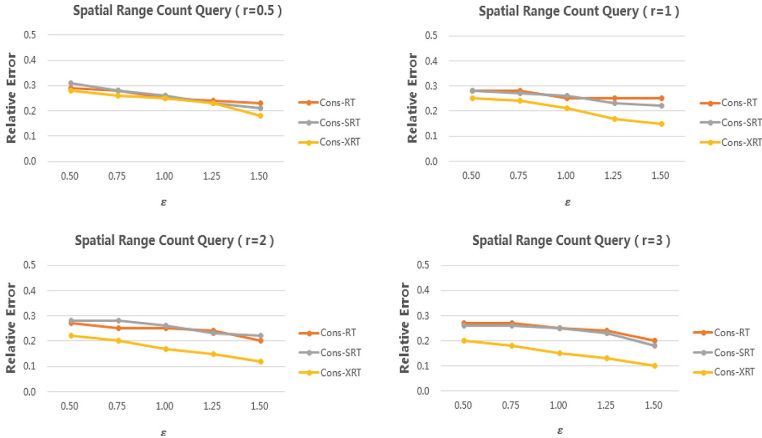 Spatial Range Count Query ( r=0.5 )
Relative Error
0.5
0.4
0.3
0.2
0.1
0.0
0.50 0.75 1.00 1.25 1.50
ε
Cons-RT
Cons-SRT
Cons-XRT
Spatial Range Count Query ( r=1 )
Relative Error
0.5
0.4
0.3
0.2
0.1
0.0
0.50 0.75 1.00 1.25 1.50
ε
Cons-RT
Cons-SRT
Cons-XRT
Spatial Range Count Query ( r=2 )
Relative Error
0.5
0.4
0.3
0.2
0.1
0.0
0.50 0.75 1.00 1.25 1.50
ε
Cons-RT
Cons-SRT
Cons-XRT
Spatial Range Count Query ( r=3 )
Relative Error
0.5
0.4
0.3
0.2
0.1
0.0
0.50 0.75 1.00 1.25 1.50
ε
Cons-RT
Cons-SRT
Cons-XRT